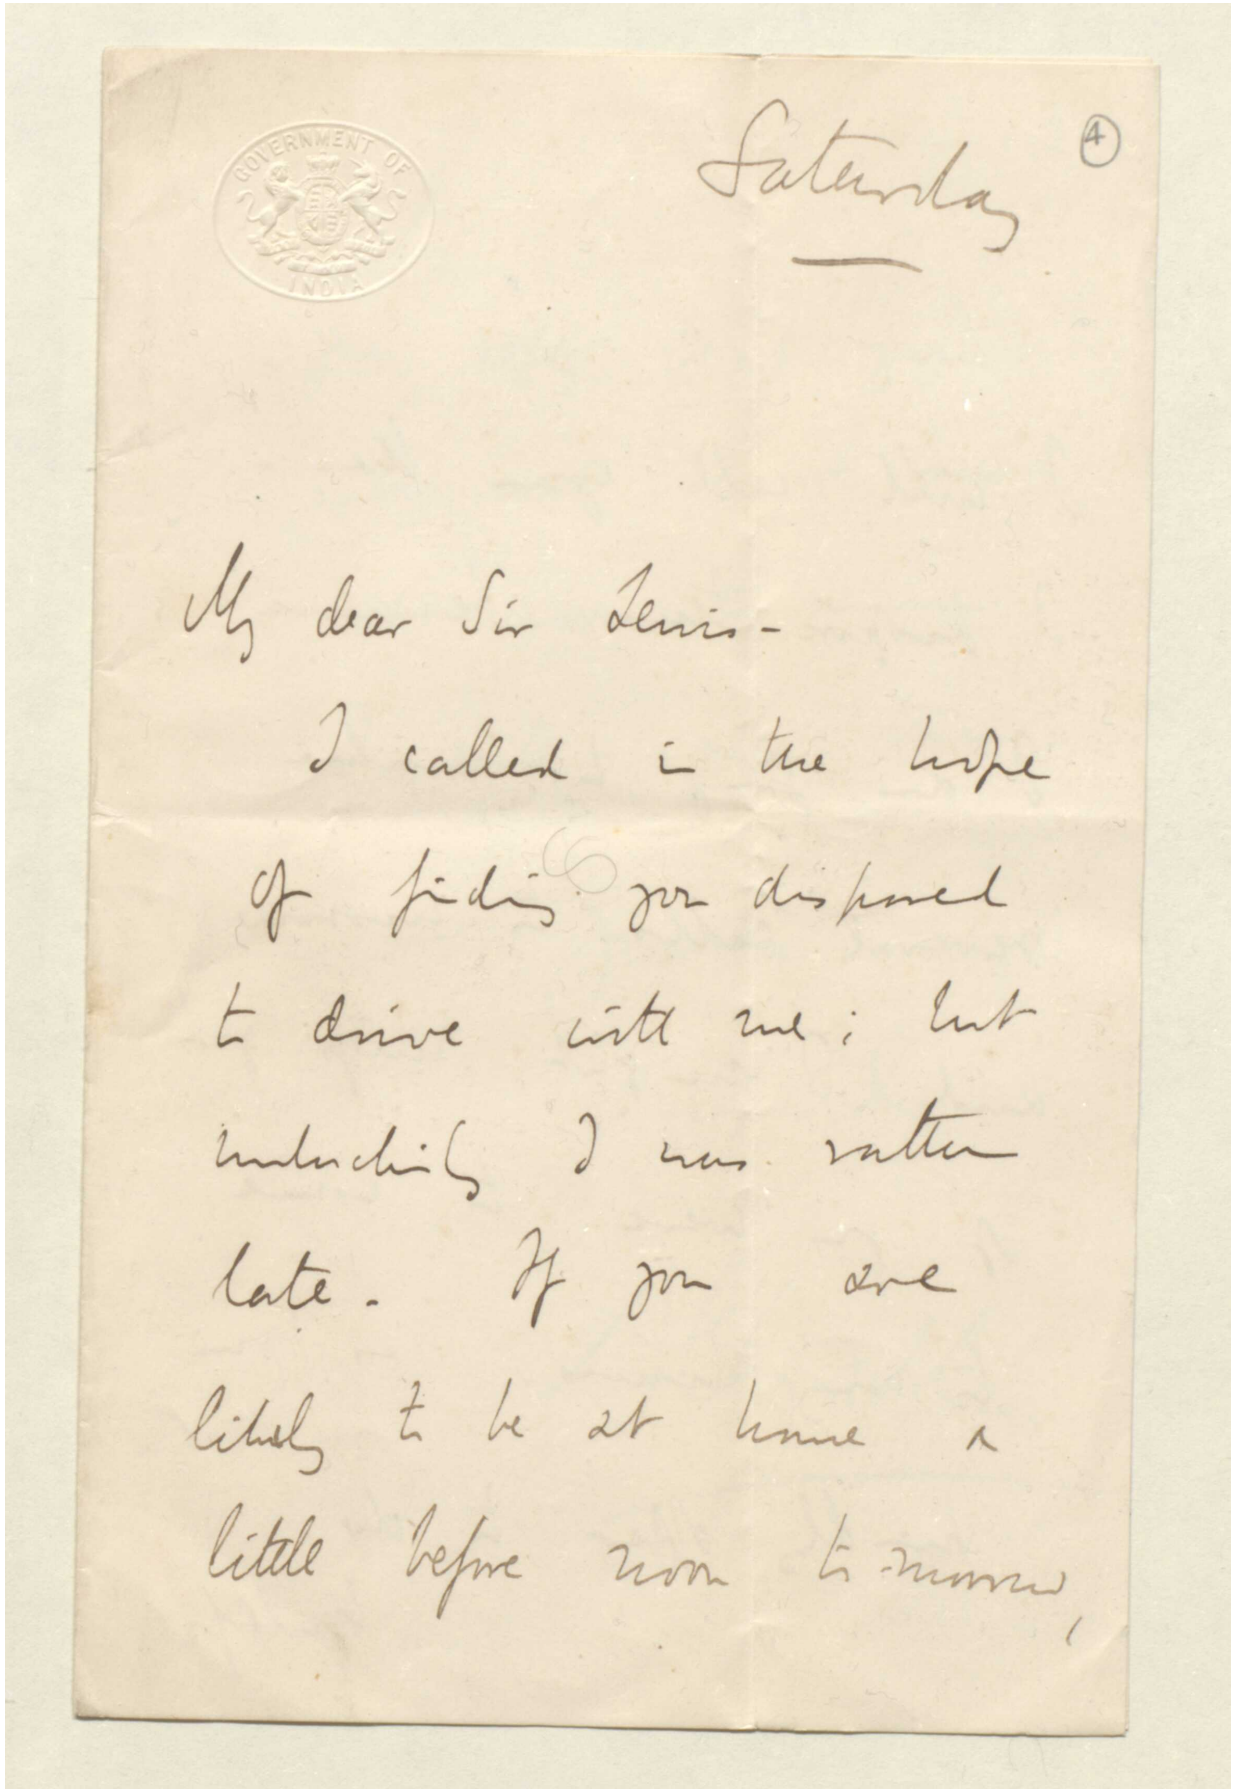 GOVERNMENT OF
INDIA
Saturday
4
My dear Sir Lewis -
I called in the hope
of finding you disposed
to drive with me; but
unluckily I was rather
late. If you are
likely to be at home a
little before noon to-morrow,